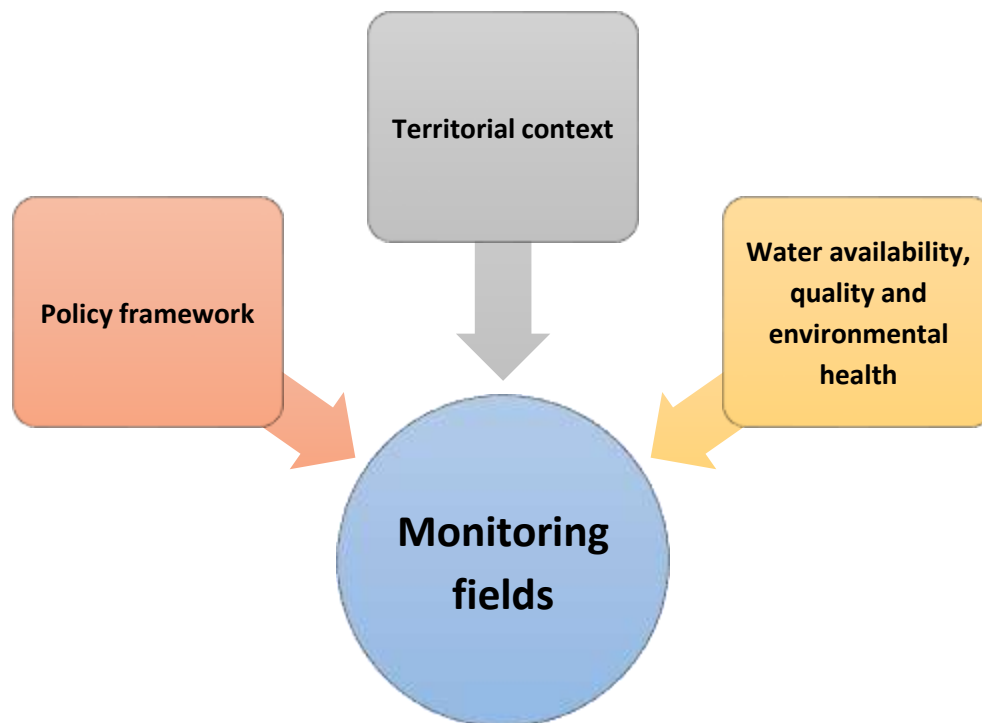 Territorial context
Policy framework
Water availability,
quality and
environmental
health
Monitoring
fields